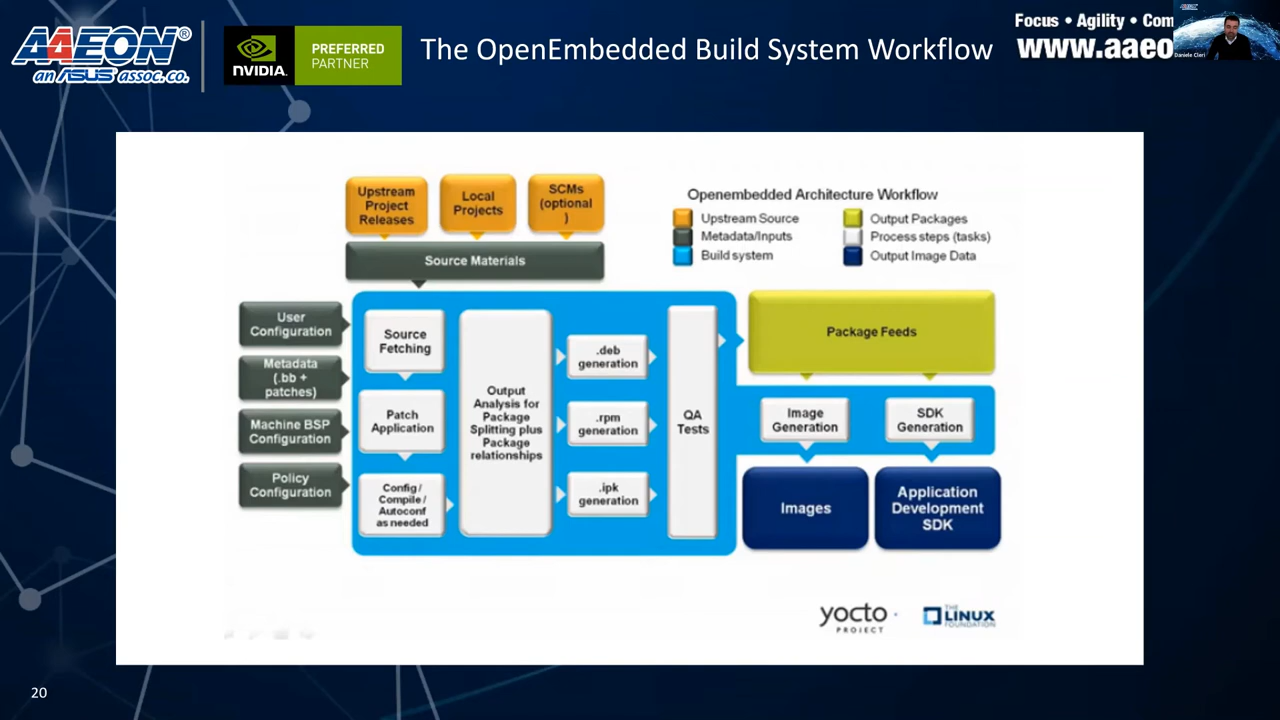 AAEON®
an ASUS assoc.co.
NVIDIA.
PREFERRED
PARTNER
The OpenEmbedded Build System Workflow
Focus • Agility • Com
www.aaeo
Daniele Cleri
Upstream
Project
Releases
Local
Projects
SCMs
(optional
)
Source Materials
Openembedded Architecture Workflow
Upstream Source
Metadata/Inputs
Build system
Output Packages
Process steps (tasks)
Output Image Data
User
Configuration
Metadata
(.bb +
patches)
Machine BSP
Configuration
Policy
Configuration
Source
Fetching
Patch
Application
Config /
Compile /
Autoconf
as needed
Output
Analysis for
Package
Splitting plus
Package
relationships
.deb
generation
.rpm
generation
.ipk
generation
QA
Tests
Package Feeds
Image
Generation
SDK
Generation
Images
Application
Development
SDK
yocto
PROJECT
THE
LINUX
FOUNDATION
20